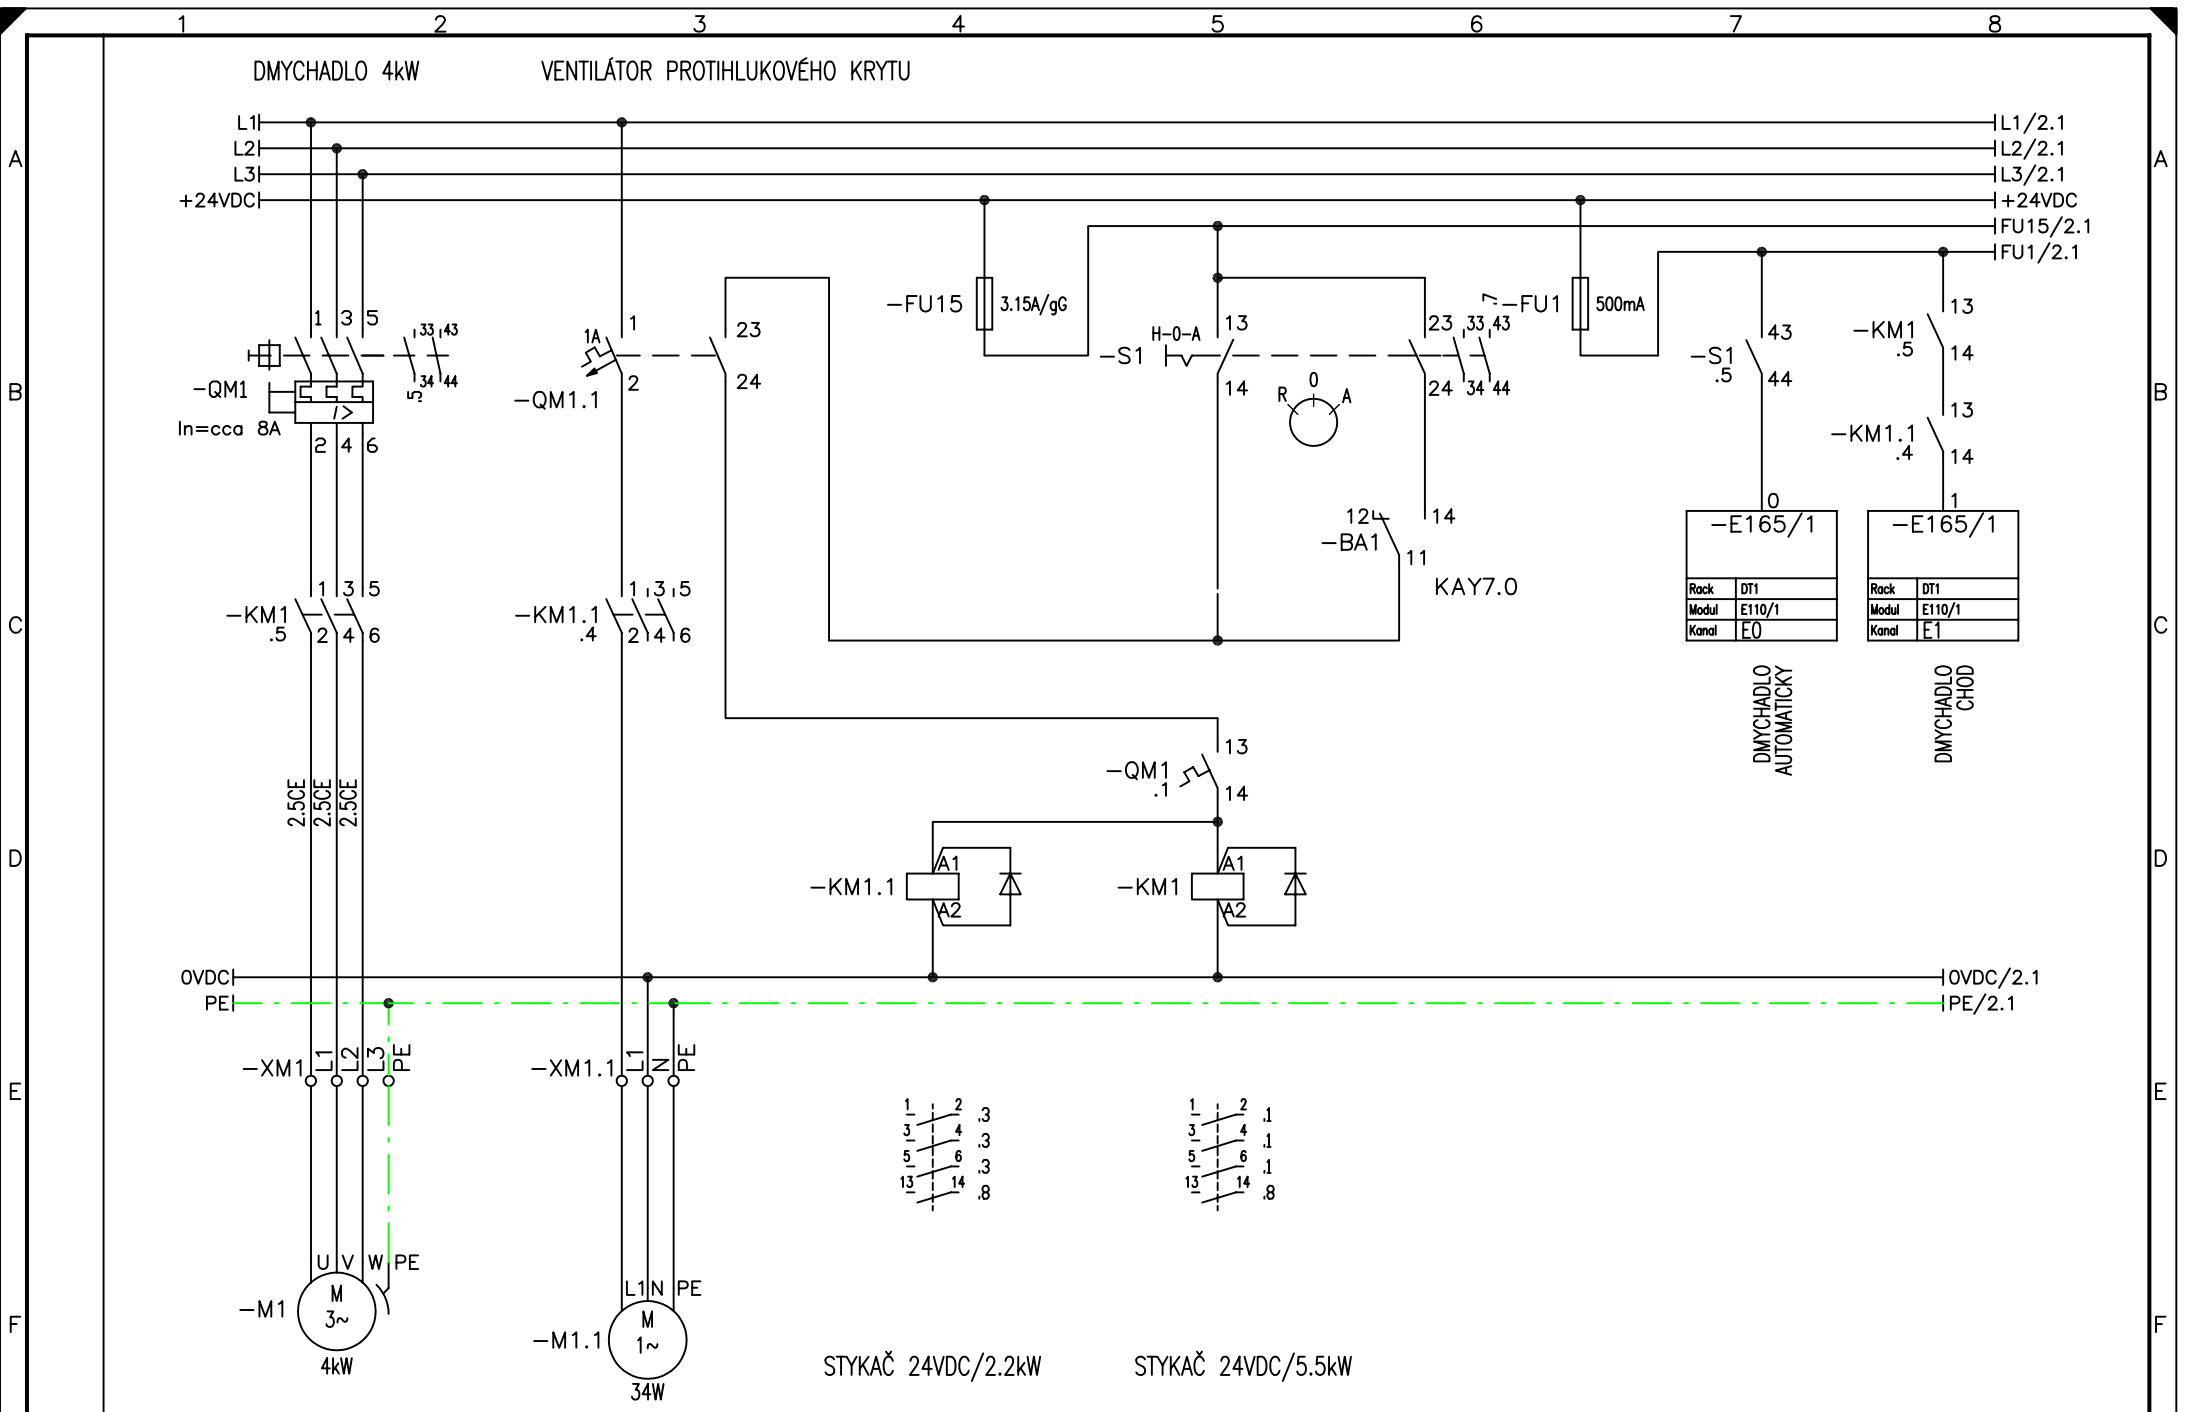 1 2 3 4 5 6 7 8
DMYCHADLO 4kW
VENTILÁTOR PROTIHLUKOVÉHO KRYTU
L1 L1/2.1
A L2 L2/2.1 A
L3 L3/2.1
+24VDC +24VDC
FU15/2.1
FU1/2.1
-FU15 3.15A/gG
-FU1 500mA
.7
1 3 5
33 43
34 44
.5
-QM1
I>
In=cca 8A
2 4 6
1A
1
2
-QM1.1
23
24
H-0-A
-S1
13
14
23 33 43
24 34 44
R 0 A
-S1
.5
43
44
-KM1
.5
13
14
-KM1.1
.4
13
14
B B
12 14
-BA1
11
KAY7.0
0
-E165/1
Rack DT1
Modul E110/1
Kanal E0
DMYCHADLO
AUTOMATICKY
1
-E165/1
Rack DT1
Modul E110/1
Kanal E1
DMYCHADLO
CHOD
1 3 5
-KM1
.5
2 4 6
1 3 5
-KM1.1
.4
2 4 6
C C
2.5CE
2.5CE
2.5CE
13
-QM1
.1
14
D D
A1
-KM1.1
A2
A1
-KM1
A2
0VDC 0VDC/2.1
PE PE/2.1
-XM1 L1 L2 L3 PE
-XM1.1 L1 N PE
E E
1 2 .3
3 4 .3
5 6 .3
13 14 .8
1 2 .1
3 4 .1
5 6 .1
13 14 .8
U V W PE
-M1
M
3~
4kW
L1 N PE
-M1.1
M
1~
34W
F F
STYKAČ 24VDC/2.2kW
STYKAČ 24VDC/5.5kW